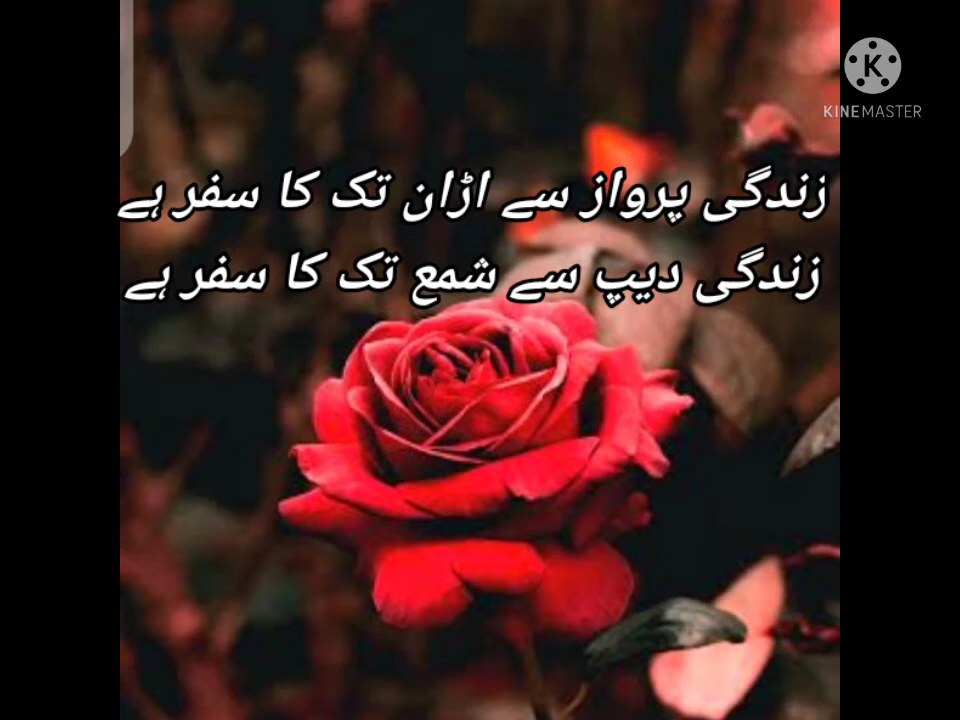 زندگی پرواز سے اڑان تک کا سفر ہے
زندگی دیپ سے شمع تک کا سفر ہے
K
KINEMASTER